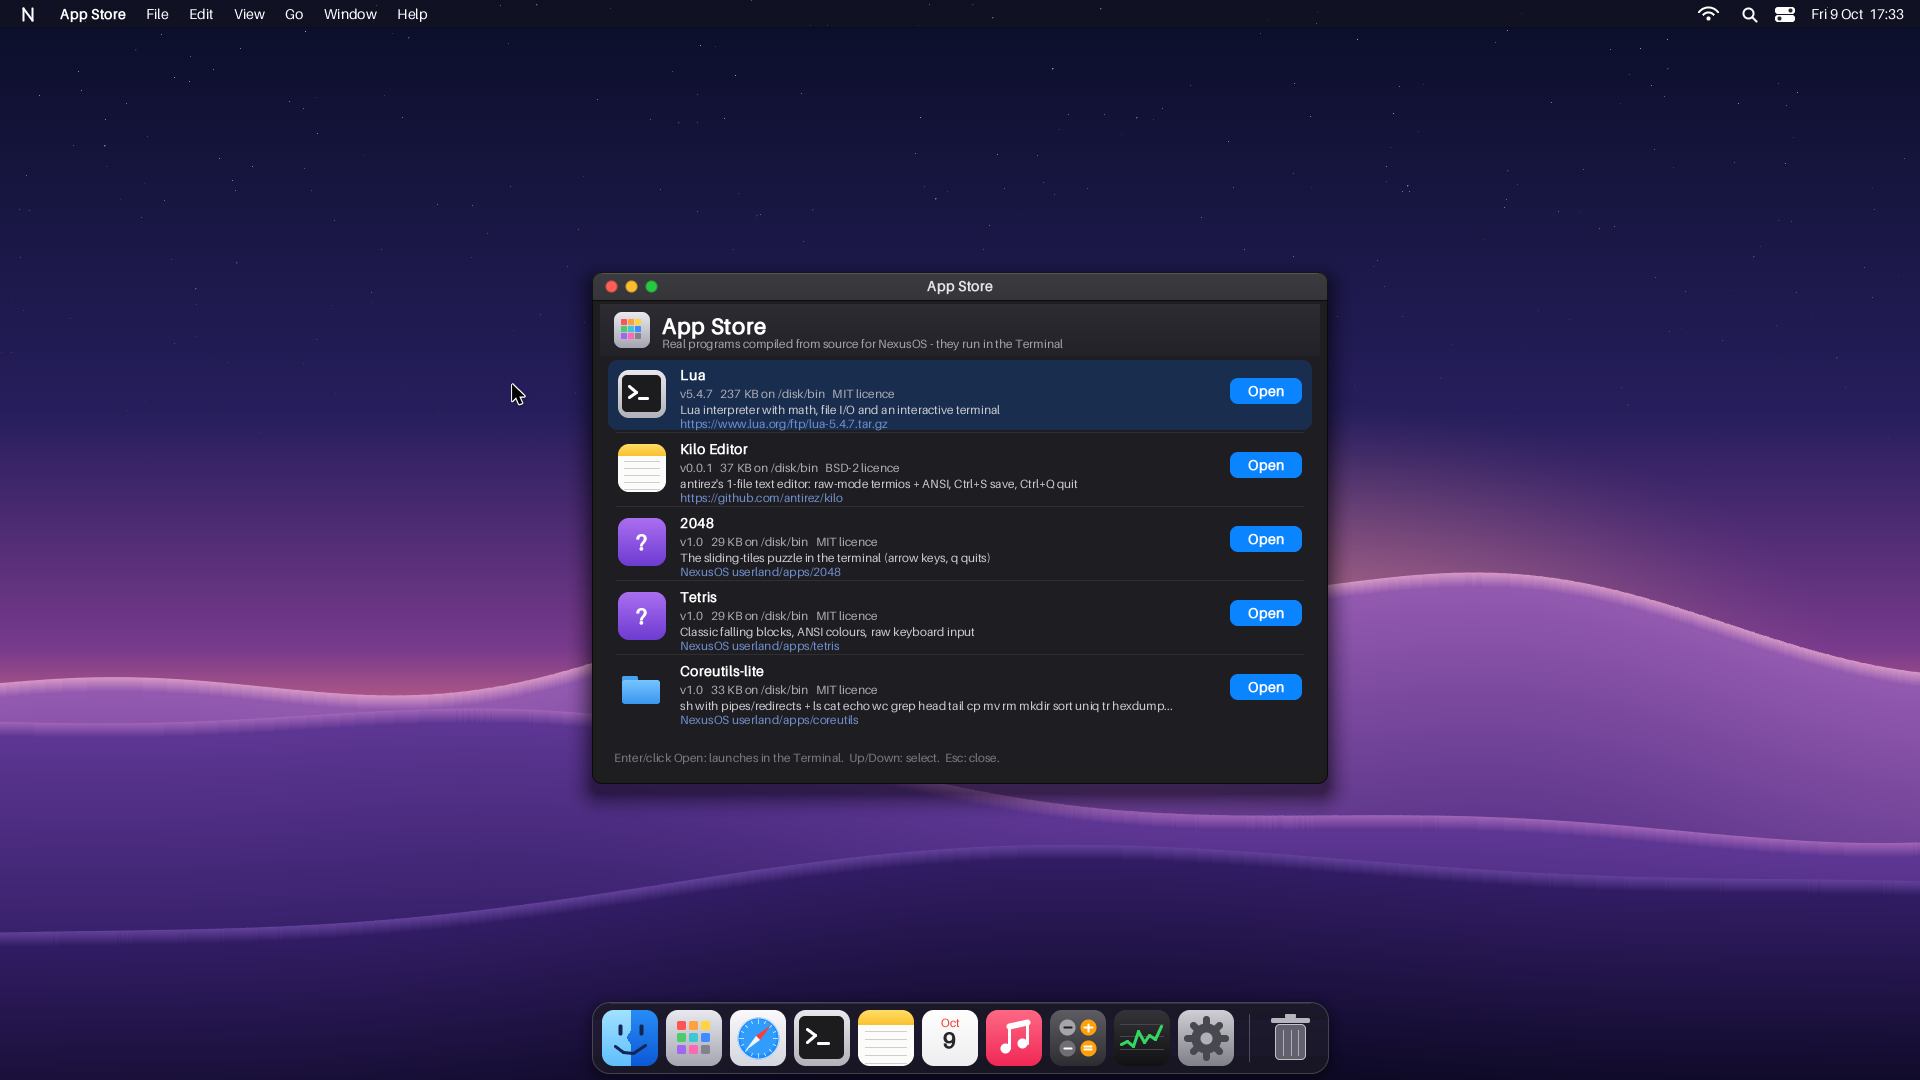 N App Store File Edit View Go Window Help Fri 9 Oct 17:33
App Store
App Store
Real programs compiled from source for NexusOS - they run in the Terminal
Lua
v5.4.7 237 KB on /disk/bin MIT licence
Open
Lua interpreter with math, file I/O and an interactive terminal
https://www.lua.org/ftp/lua-5.4.7.tar.gz
Kilo Editor
v0.0.1 37 KB on /disk/bin BSD-2 licence
Open
antirez's 1-file text editor: raw-mode termios + ANSI, Ctrl+S save, Ctrl+Q quit
https://github.com/antirez/kilo
2048
?
v1.0 29 KB on /disk/bin MIT licence
Open
The sliding-tiles puzzle in the terminal (arrow keys, q quits)
NexusOS userland/apps/2048
Tetris
?
v1.0 29 KB on /disk/bin MIT licence
Open
Classic falling blocks, ANSI colours, raw keyboard input
NexusOS userland/apps/tetris
Coreutils-lite
v1.0 33 KB on /disk/bin MIT licence
Open
sh with pipes/redirects + ls cat echo wc grep head tail cp mv rm mkdir sort uniq tr hexdump...
NexusOS userland/apps/coreutils
Enter/click Open: launches in the Terminal. Up/Down: select. Esc: close.
Oct
9